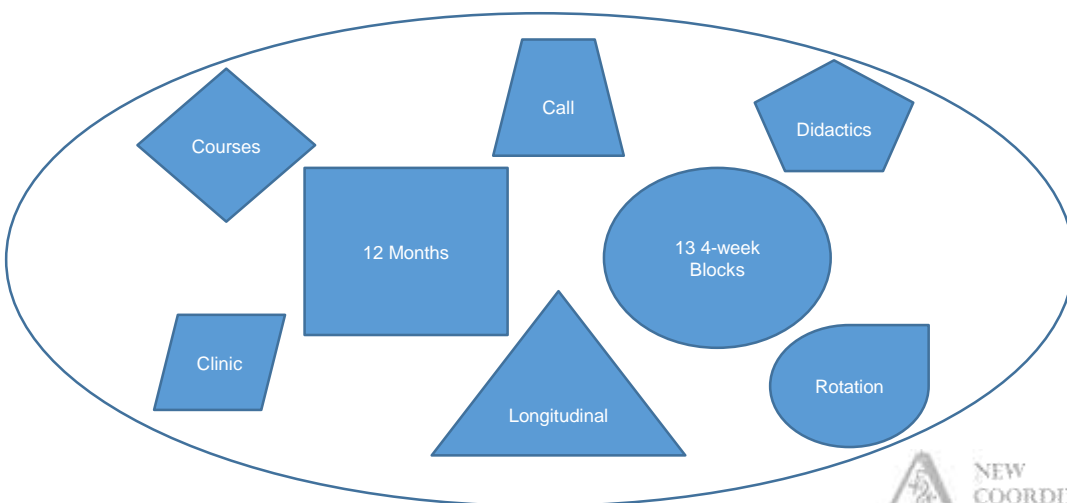 Call
Didactics
Courses
12 Months
13 4-week
Blocks
Clinic
Longitudinal
Rotation
NEW